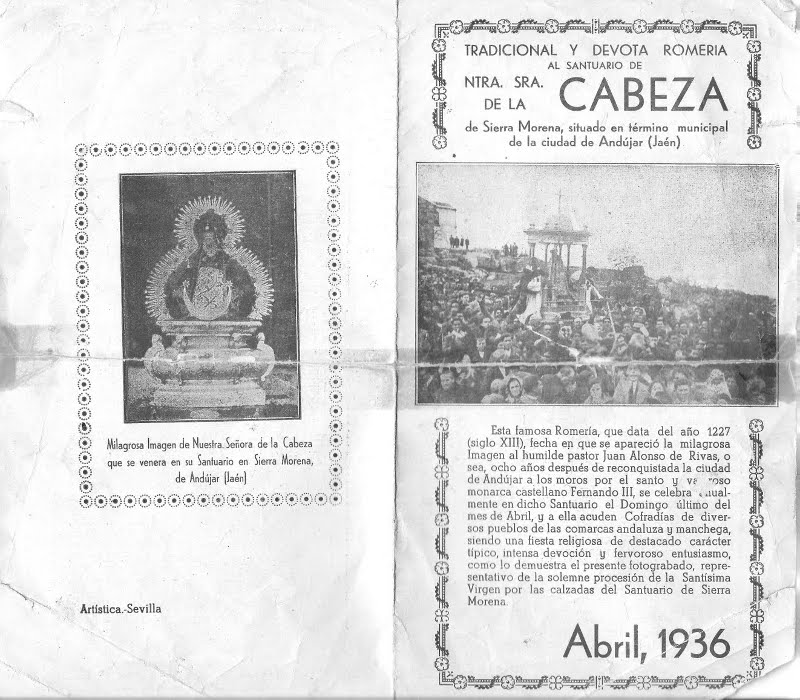 Milagrosa Imagen de Nuestra. Señora de la Cabeza
que se venera en su Santuario en Sierra Morena,
de Andújar (Jaén)
Artística.-Sevilla
TRADICIONAL Y DEVOTA ROMERIA
AL SANTUARIO DE
NTRA. SRA.
DE LA CABEZA
de Sierra Morena, situado en término municipal
de la ciudad de Andújar (Jaén)
Esta famosa Romería, que data del año 1227
(siglo XIII), fecha en que se apareció la milagrosa
Imagen al humilde pastor Juan Alonso de Rivas, o
sea, ocho años después de reconquistada la ciudad
de Andújar a los moros por el santo y
monarca castellano Fernando III, se celebra
mente en dicho Santuario el Domingo último del
mes de Abril, y a ella acuden Cofradías de diver-
sos pueblos de las comarcas andaluza y manchega,
siendo una fiesta religiosa de destacado carácter
típico, intensa devoción y fervoroso entusiasmo,
como lo demuestra el presente fotograbado, repre-
sentativo de la solemne procesión de la Santísima
Virgen por las calzadas del Santuario de Sierra
Morena.
Abril, 1936